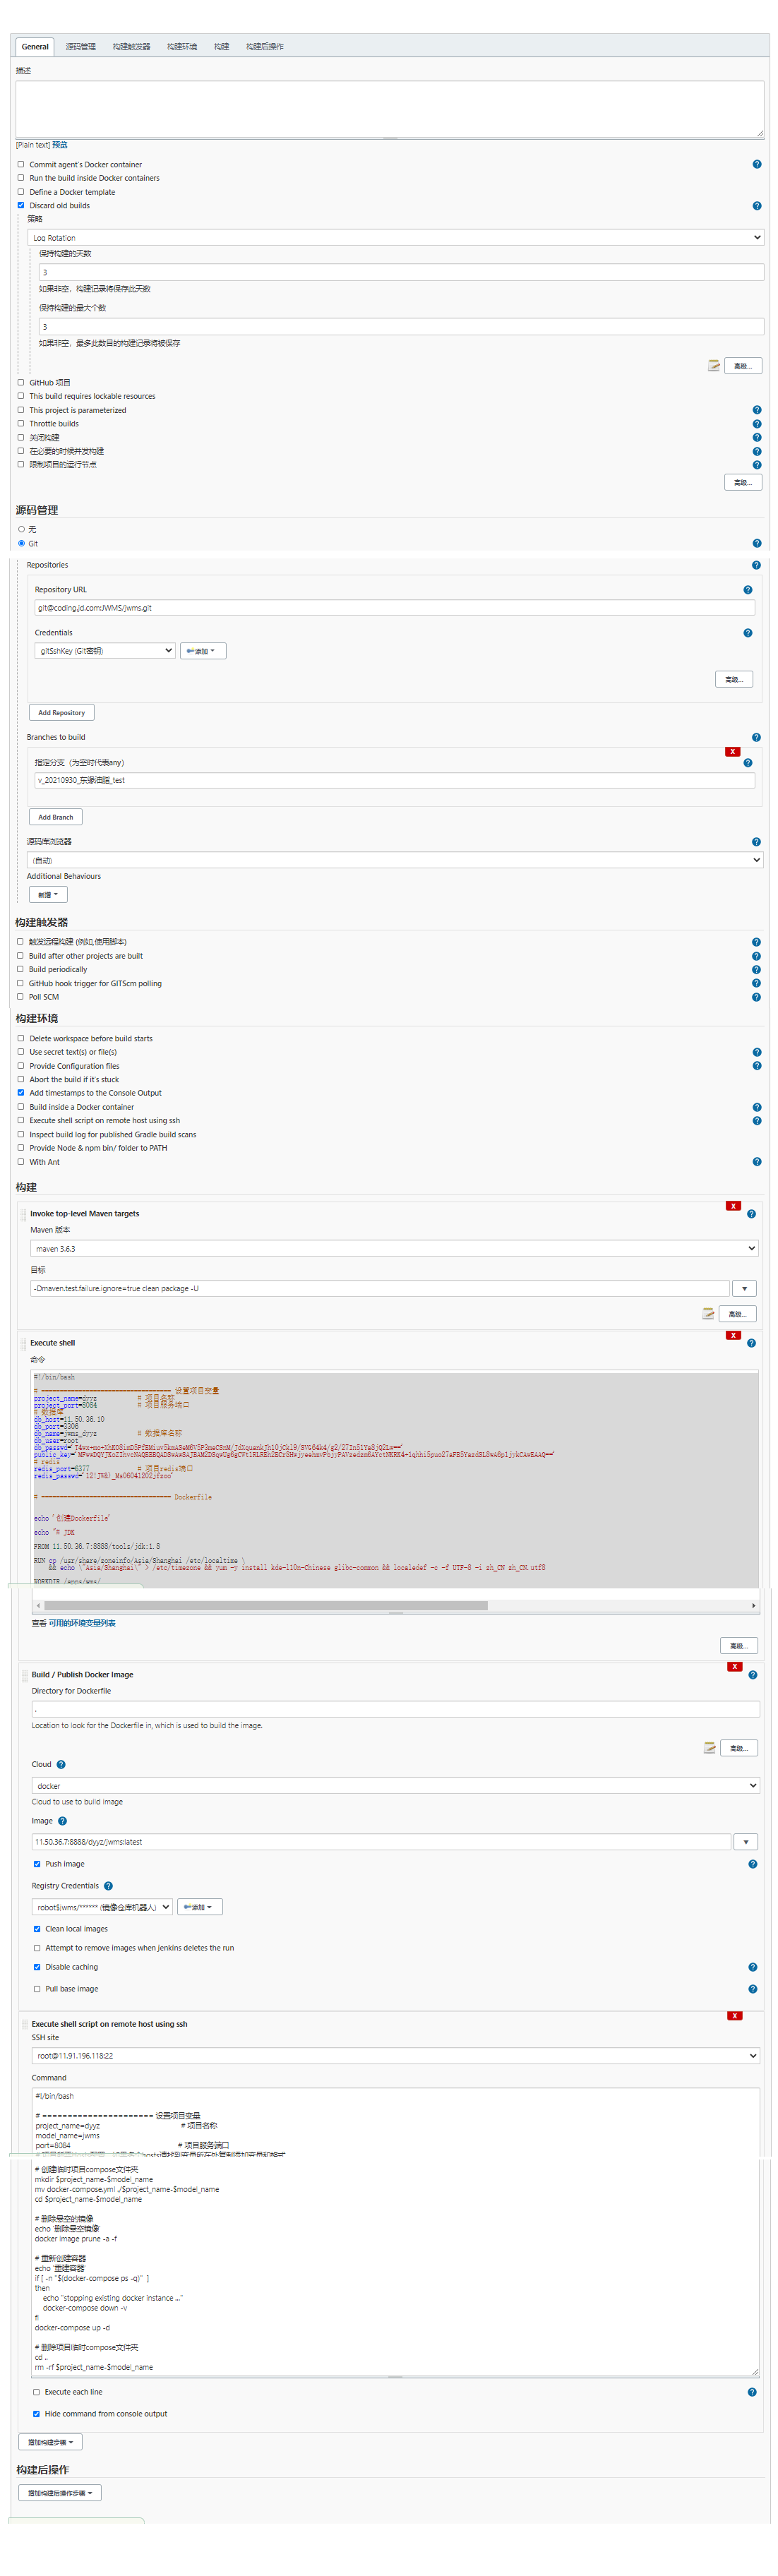 General 源码管理 构建触发器 构建环境 构建 构建后操作
描述
[Plain text] 预览
Commit agent's Docker container
Run the build inside Docker containers
Define a Docker template
Discard old builds
策略
Log Rotation
保持构建的天数
3
如果非空，构建记录将保存此天数
保持构建的最大个数
3
如果非空，最多此数目的构建记录将被保存
高级...
GitHub 项目
This build requires lockable resources
This project is parameterized
Throttle builds
关闭构建
在必要的时候并发构建
限制项目的运行节点
高级...
源码管理
无
Git
Repositories
Repository URL
git@coding.jd.com:JWMS/jwms.git
Credentials
gitSshKey (Git密钥) 添加
高级...
Add Repository
Branches to build
X
指定分支（为空时代表any）
v_20210930_东缘油脂_test
Add Branch
源码库浏览器
(自动)
Additional Behaviours
新增
构建触发器
触发远程构建 (例如,使用脚本)
Build after other projects are built
Build periodically
GitHub hook trigger for GITScm polling
Poll SCM
构建环境
Delete workspace before build starts
Use secret text(s) or file(s)
Provide Configuration files
Abort the build if it's stuck
Add timestamps to the Console Output
Build inside a Docker container
Execute shell script on remote host using ssh
Inspect build log for published Gradle build scans
Provide Node & npm bin/ folder to PATH
With Ant
构建
X
Invoke top-level Maven targets
Maven 版本
maven 3.6.3
目标
-Dmaven.test.failure.ignore=true clean package -U
高级...
X
Execute shell
命令
#!/bin/bash
# ================================== 设置项目变量
project_name=dyyz # 项目名称
project_port=8084 # 项目服务端口
# 数据库
db_host=11.50.36.10
db_port=3306
db_name=jwms_dyyz # 数据库名称
db_user=root
# redis
redis_port=6377 # 项目redis端口
# ================================== Dockerfile
echo '创建Dockerfile'
echo "# JDK
FROM 11.50.36.7:8888/tools/jdk:1.8
RUN cp /usr/share/zoneinfo/Asia/Shanghai /etc/localtime \
&& echo \"Asia/Shanghai\" > /etc/timezone && yum -y install kde-l10n-Chinese glibc-common && localedef -c -f UTF-8 -i zh_CN zh_CN.utf8
查看 可用的环境变量列表
高级...
X
Build / Publish Docker Image
Directory for Dockerfile
.
Location to look for the Dockerfile in, which is used to build the image.
高级...
Cloud
docker
Cloud to use to build image
Image
11.50.36.7:8888/dyyz/jwms:latest
Push image
Registry Credentials
robot$jwms/****** (镜像仓库机器人) 添加
Clean local images
Attempt to remove images when jenkins deletes the run
Disable caching
Pull base image
X
Execute shell script on remote host using ssh
SSH site
root@11.91.196.118:22
Command
#!/bin/bash
# ====================== 设置项目变量
project_name=dyyz # 项目名称
model_name=jwms
port=8084 # 项目服务端口
# 创建临时项目compose文件夹
mkdir $project_name-$model_name
mv docker-compose.yml ./$project_name-$model_name
cd $project_name-$model_name
# 删除悬空的镜像
echo '删除悬空镜像'
docker image prune -a -f
# 重新创建容器
echo '重建容器'
if [ -n "$(docker-compose ps -q)" ]
then
echo "stopping existing docker instance ..."
docker-compose down -v
fi
docker-compose up -d
# 删除项目临时compose文件夹
cd ..
rm -rf $project_name-$model_name
Execute each line
Hide command from console output
增加构建步骤
构建后操作
增加构建后操作步骤